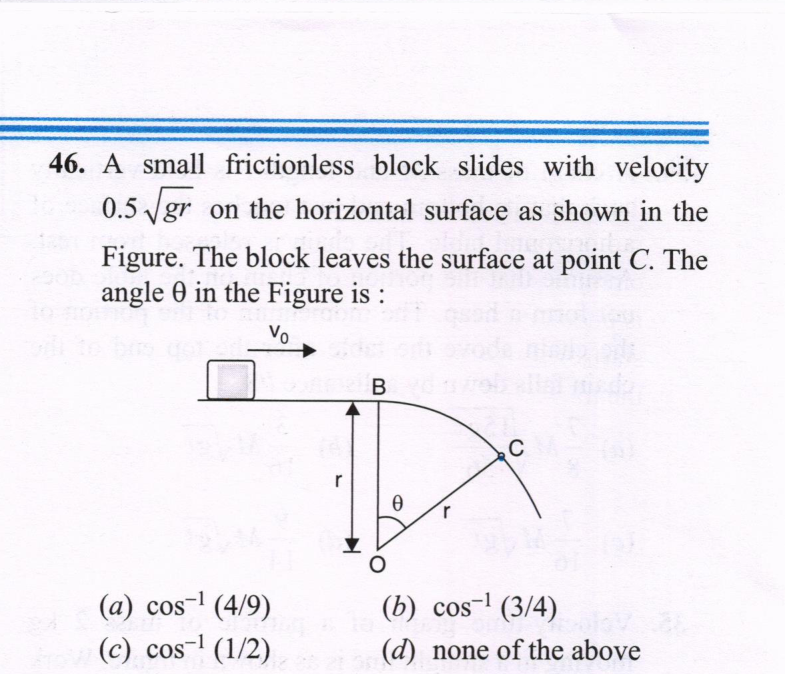 46. A small frictionless block slides with velocity
0.5 √gr on the horizontal surface as shown in the
Figure. The block leaves the surface at point C. The
angle θ in the Figure is :
v₀
B
C
r
θ
r
O
(a) cos⁻¹ (4/9) (b) cos⁻¹ (3/4)
(c) cos⁻¹ (1/2) (d) none of the above